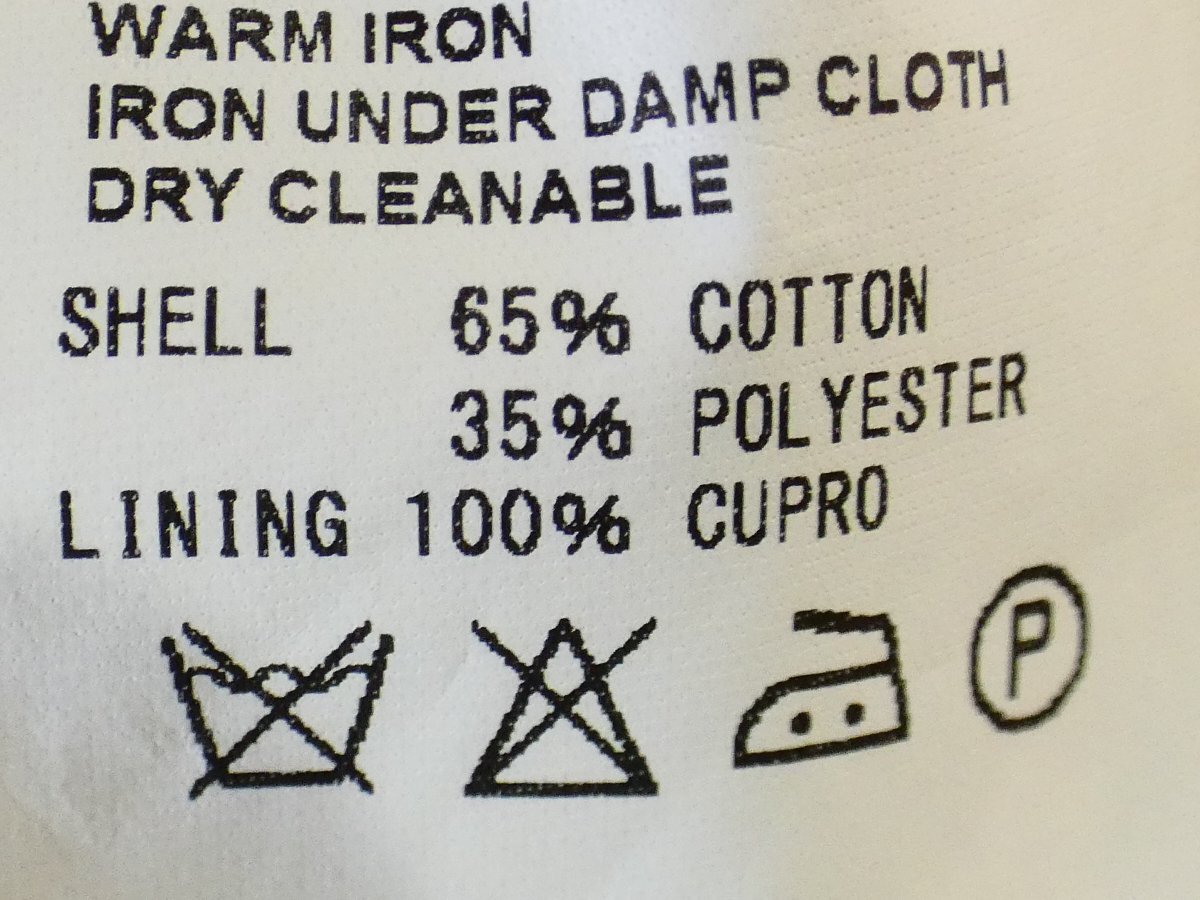 WARM IRON
IRON UNDER DAMP CLOTH
DRY CLEANABLE
SHELL 65% COTTON
35% POLYESTER
LINING 100% CUPRO
P